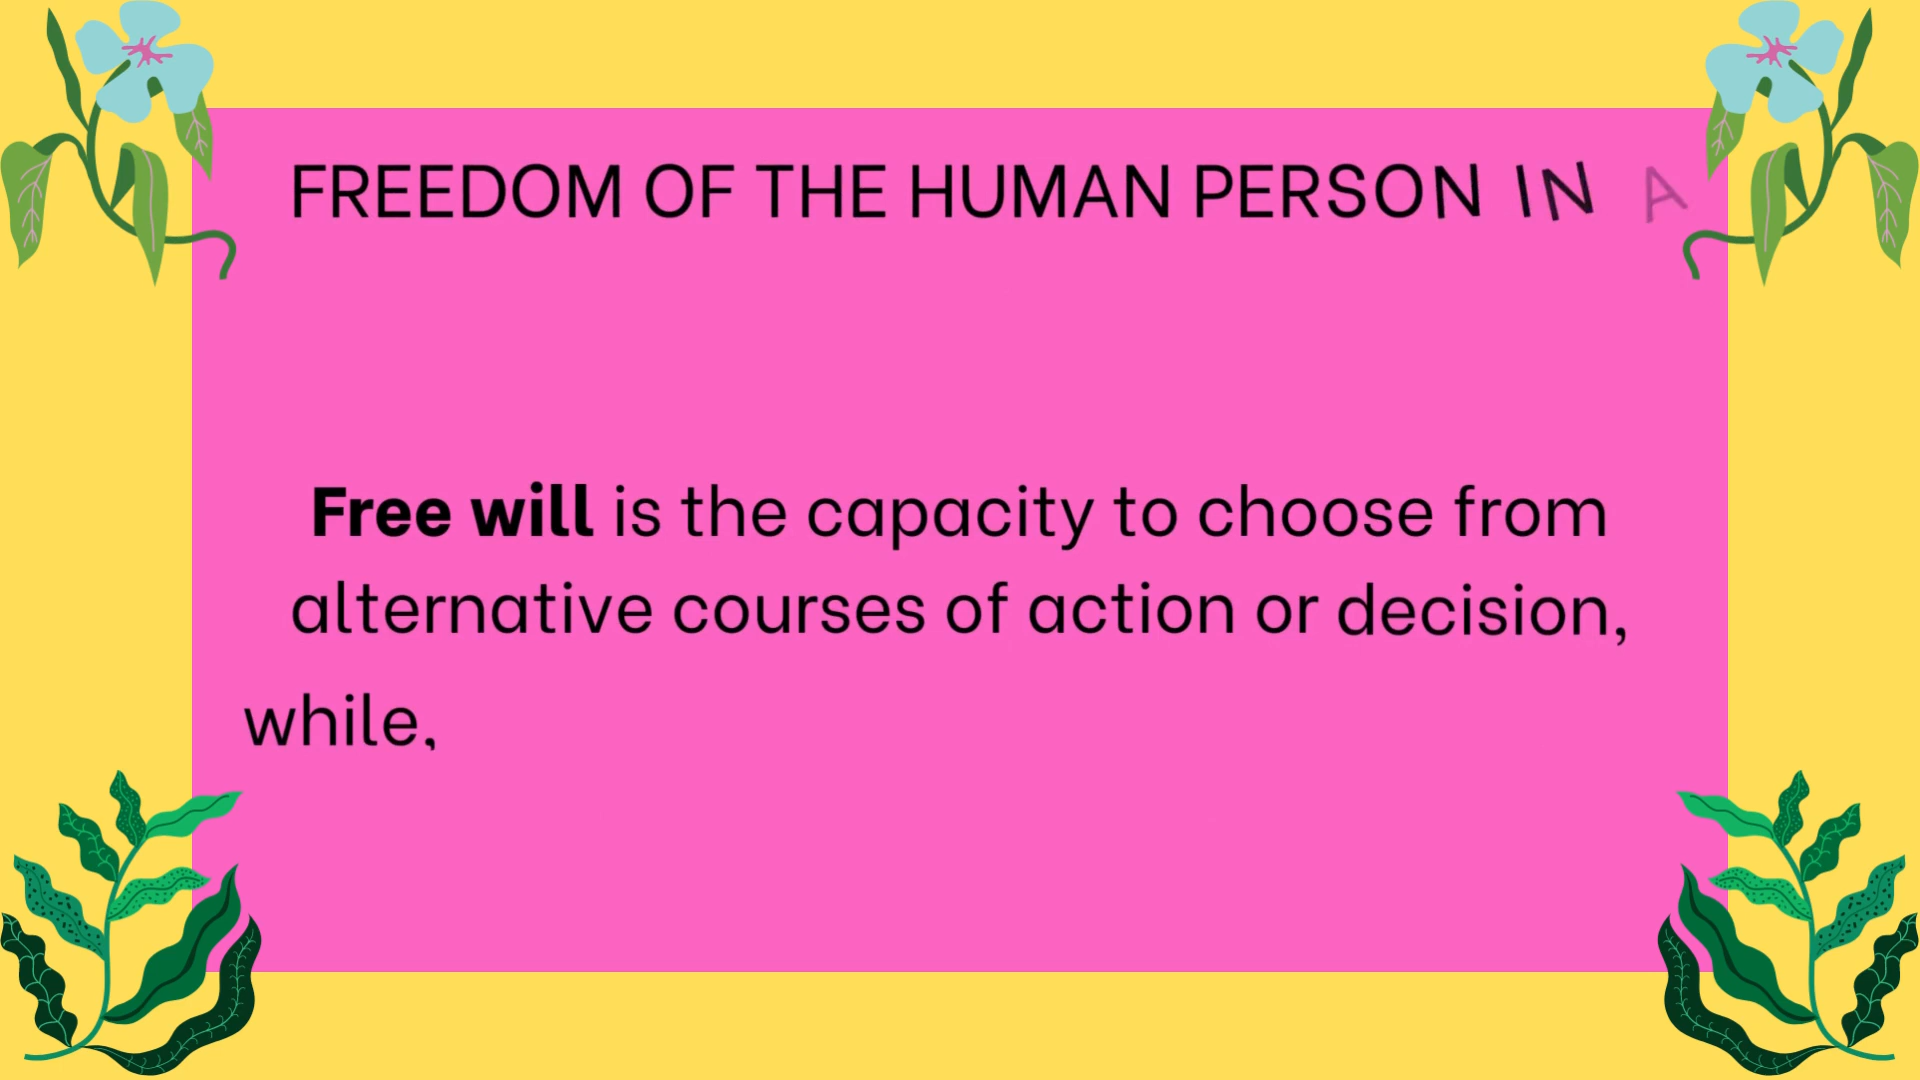 FREEDOM OF THE HUMAN PERSON IN A
Free will is the capacity to choose from
alternative courses of action or decision,
while,